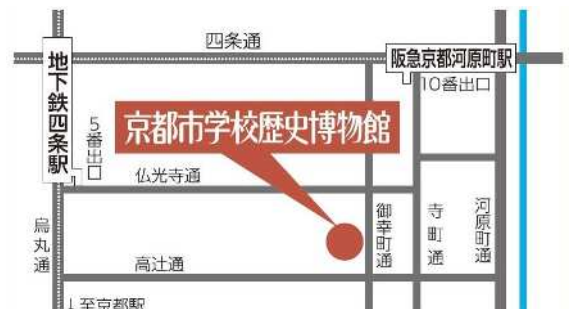 四条通
阪急京都河原町駅
10番出口
地下鉄四条駅
5番出口
京都市学校歴史博物館
仏光寺通
御幸町通
寺町通
河原町通
烏丸通
高辻通
↓至京都駅